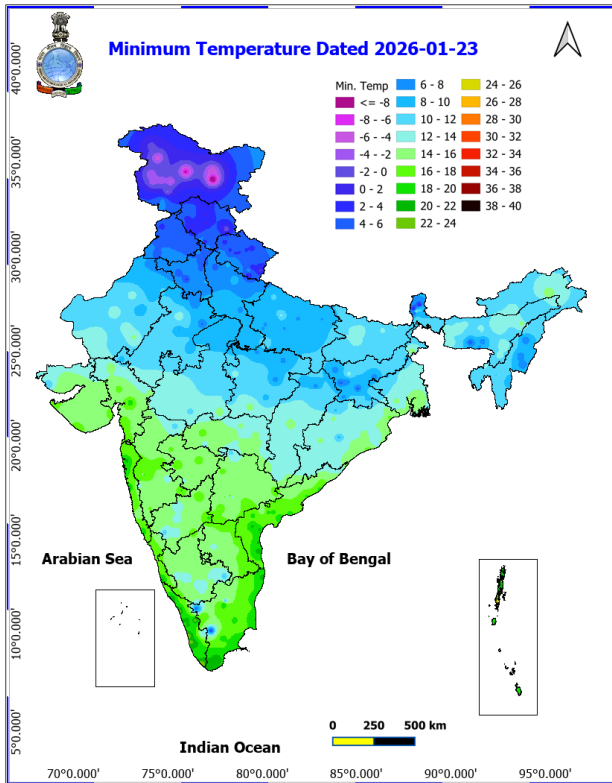 Minimum Temperature Dated 2026-01-23
Min. Temp
<= -8
-8 - -6
-6 - -4
-4 - -2
-2 - 0
0 - 2
2 - 4
4 - 6
6 - 8
8 - 10
10 - 12
12 - 14
14 - 16
16 - 18
18 - 20
20 - 22
22 - 24
24 - 26
26 - 28
28 - 30
30 - 32
32 - 34
34 - 36
36 - 38
38 - 40
40°0.000'
35°0.000'
30°0.000'
25°0.000'
20°0.000'
15°0.000'
10°0.000'
5°0.000'
Arabian Sea
Bay of Bengal
Indian Ocean
0 250 500 km
70°0.000' 75°0.000' 80°0.000' 85°0.000' 90°0.000' 95°0.000'